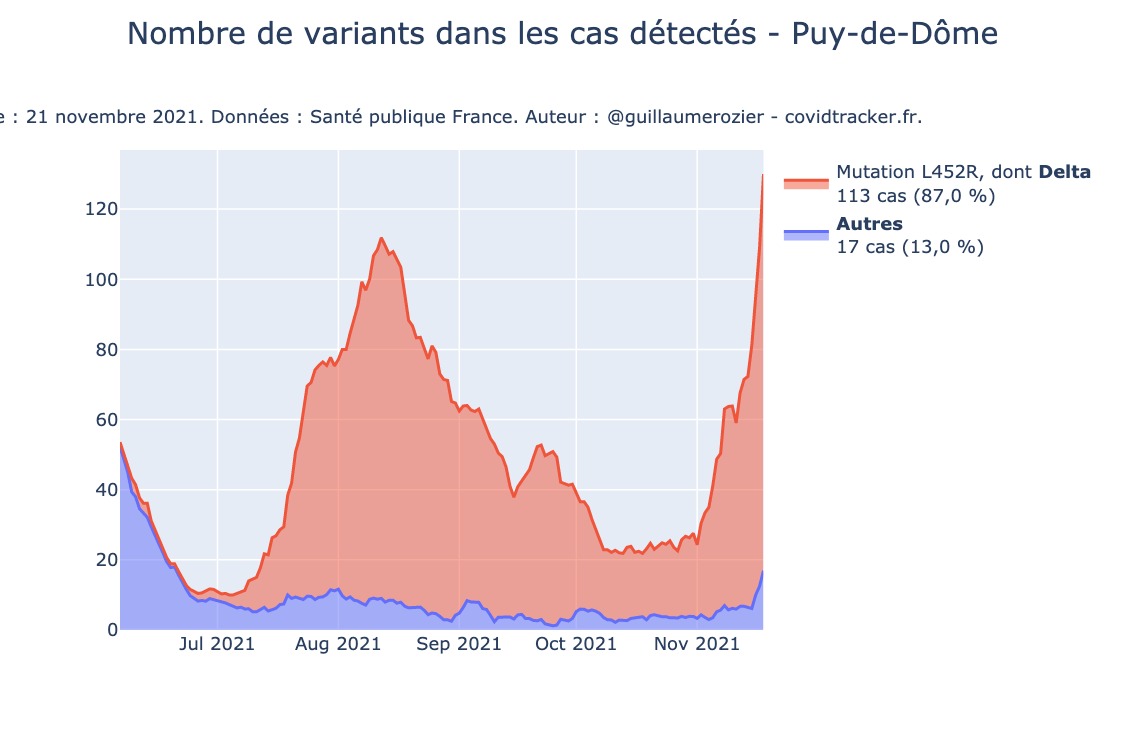 Nombre de variants dans les cas détectés - Puy-de-Dôme
: 21 novembre 2021. Données : Santé publique France. Auteur : @guillaumerozier - covidtracker.fr.
Mutation L452R, dont Delta
113 cas (87,0 %)
Autres
17 cas (13,0 %)
120
100
80
60
40
20
0
Jul 2021 Aug 2021 Sep 2021 Oct 2021 Nov 2021